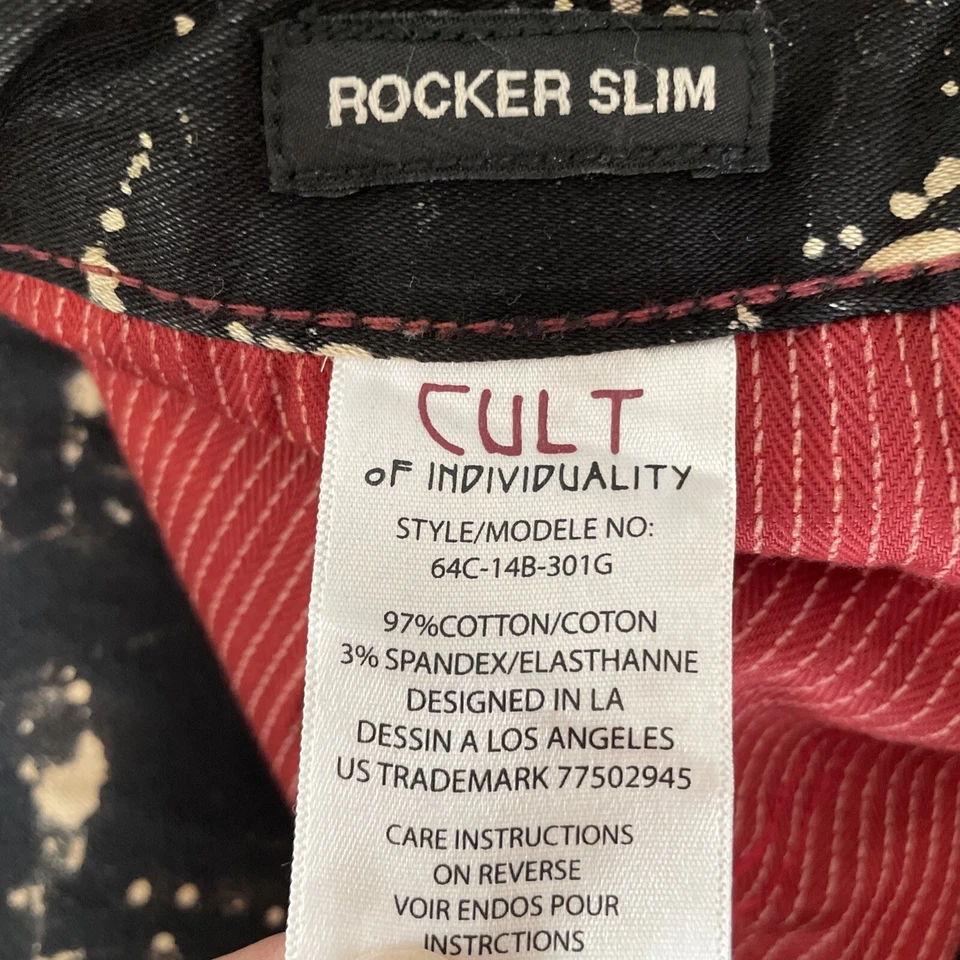 ROCKER SLIM
CULT
OF INDIVIDUALITY
STYLE/MODELE NO:
64C-14B-301G
97%COTTON/COTON
3% SPANDEX/ELASTHANNE
DESIGNED IN LA
DESSIN A LOS ANGELES
US TRADEMARK 77502945
CARE INSTRUCTIONS
ON REVERSE
VOIR ENDOS POUR
INSTRCTIONS